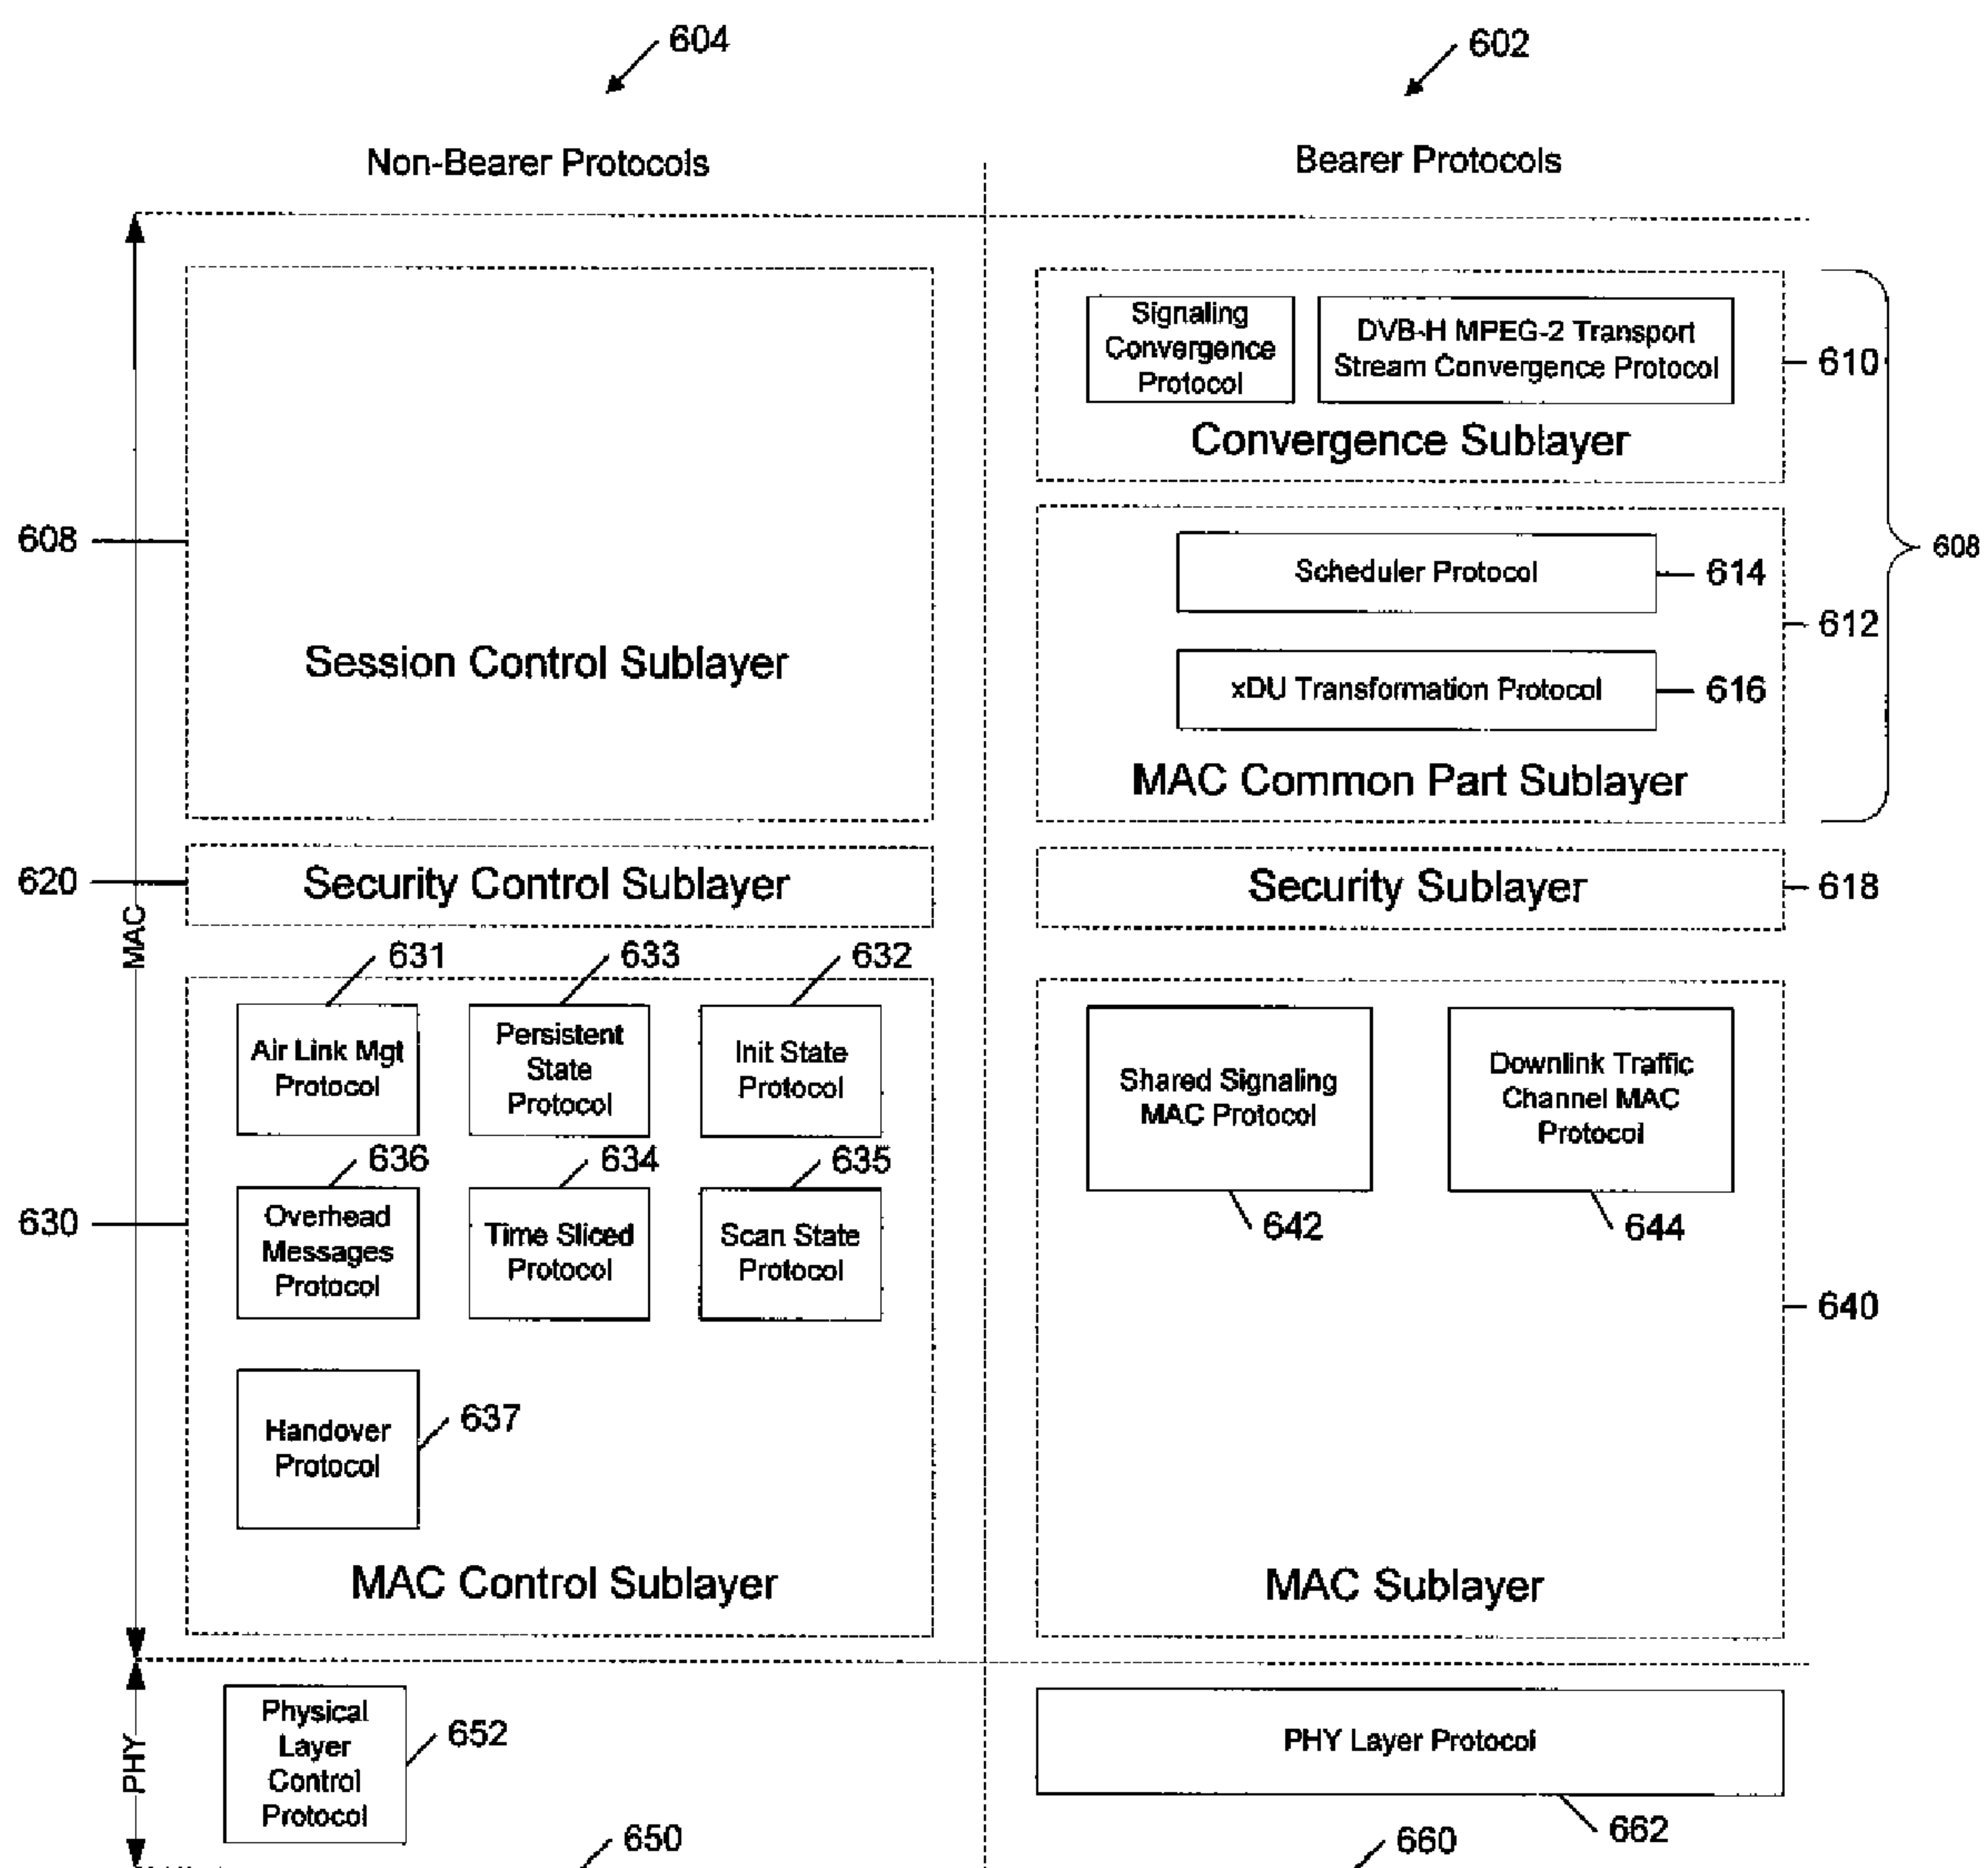 604
602
Non-Bearer Protocols
Bearer Protocols
Signaling
Convergence
Protocol
DVB-H MPEG-2 Transport
Stream Convergence Protocol
610
Convergence Sublayer
608
Scheduler Protocol
614
608
612
Session Control Sublayer
xDU Transformation Protocol
616
MAC Common Part Sublayer
620
Security Control Sublayer
Security Sublayer
618
MAC
631
633
632
Air Link Mgt
Protocol
Persistent
State
Protocol
Init State
Protocol
Shared Signaling
MAC Protocol
Downlink Traffic
Channel MAC
Protocol
636
634
635
630
Overhead
Messages
Protocol
Time Sliced
Protocol
Scan State
Protocol
642
644
640
Handover
Protocol
637
MAC Control Sublayer
MAC Sublayer
PHY
Physical
Layer
Control
Protocol
652
PHY Layer Protocol
662
650
660